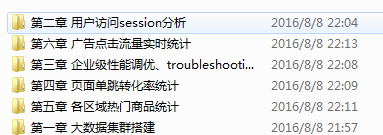 第二章 用户访问session分析 2016/8/8 22:04
第六章 广告点击流量实时统计 2016/8/8 22:13
第三章 企业级性能调优、troubleshooti... 2016/8/8 22:08
第四章 页面单跳转化率统计 2016/8/8 22:09
第五章 各区域热门商品统计 2016/8/8 22:11
第一章 大数据集群搭建 2016/8/8 21:57